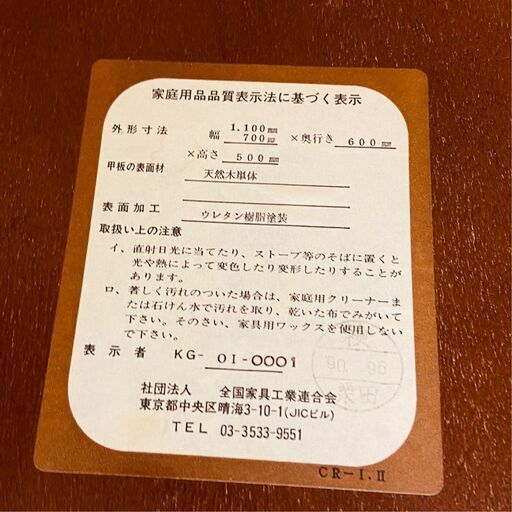 家庭用品品質表示法に基づく表示
外形寸法 幅 1.100mm 700mm ×奥行き 600mm
×高さ 500mm
甲板の表面材 天然木単体
表面加工 ウレタン樹脂塗装
取扱い上の注意
イ、直射日光に当てたり、ストーブ等のそばに置くと
光や熱によって変色したり変形したりすることが
あります。
ロ、著しく汚れのついた場合は、家庭用クリーナーま
たは石けん水で汚れを取り、乾いた布でみがいて
下さい。そのさい、家具用ワックスを使用しない
で下さい。
表示者 KG- 01-0001
社団法人 全国家具工業連合会
東京都中央区晴海3-10-1(JICビル)
TEL 03-3533-9551
CR-I.II